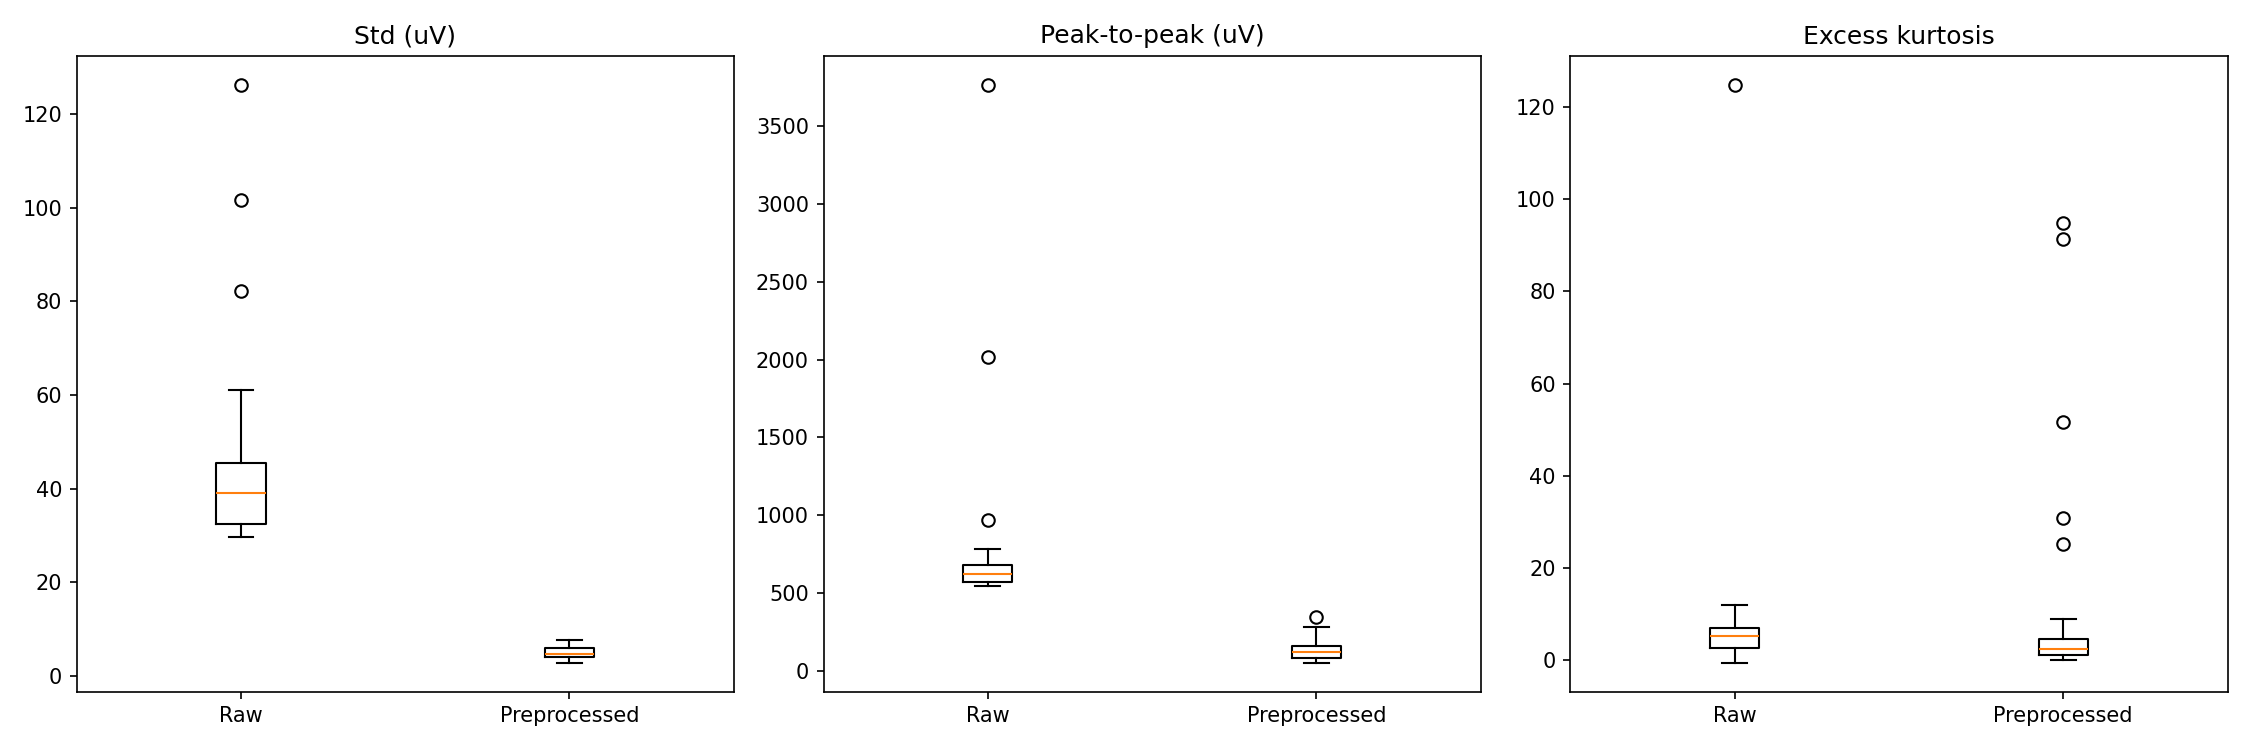 Std (uV)
120
100
80
60
40
20
0
Raw
Preprocessed
Peak-to-peak (uV)
3500
3000
2500
2000
1500
1000
500
0
Raw
Preprocessed
Excess kurtosis
120
100
80
60
40
20
0
Raw
Preprocessed